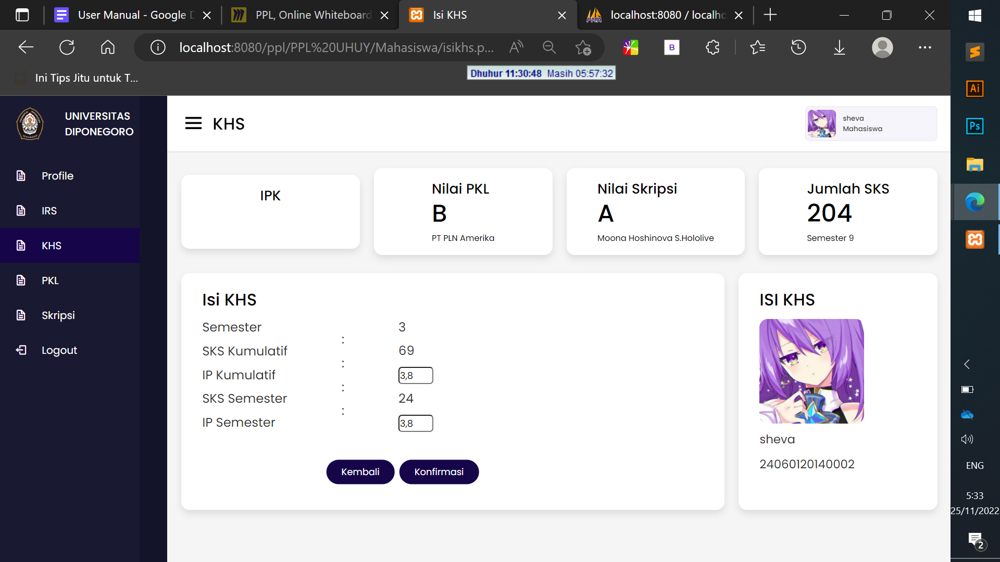 User Manual - Google D
PPL, Online Whiteboard
Isi KHS
localhost:8080 / localho
localhost:8080/ppl/PPL%20UHUY/Mahasiswa/isikhs.p...
B
Ini Tips Jitu untuk T...
Dhuhur 11:30:48 Masih 05:57:32
UNIVERSITAS
DIPONEGORO
KHS
sheva
Mahasiswa
Profile
IRS
KHS
PKL
Skripsi
Logout
IPK
Nilai PKL
B
PT PLN Amerika
Nilai Skripsi
A
Moona Hoshinova S.Hololive
Jumlah SKS
204
Semester 9
Isi KHS
Semester 3
:
SKS Kumulatif 69
:
IP Kumulatif 3,8
:
SKS Semester 24
:
IP Semester 3,8
Kembali
Konfirmasi
ISI KHS
sheva
24060120140002
Ai
Ps
ENG
5:33
25/11/2022
2